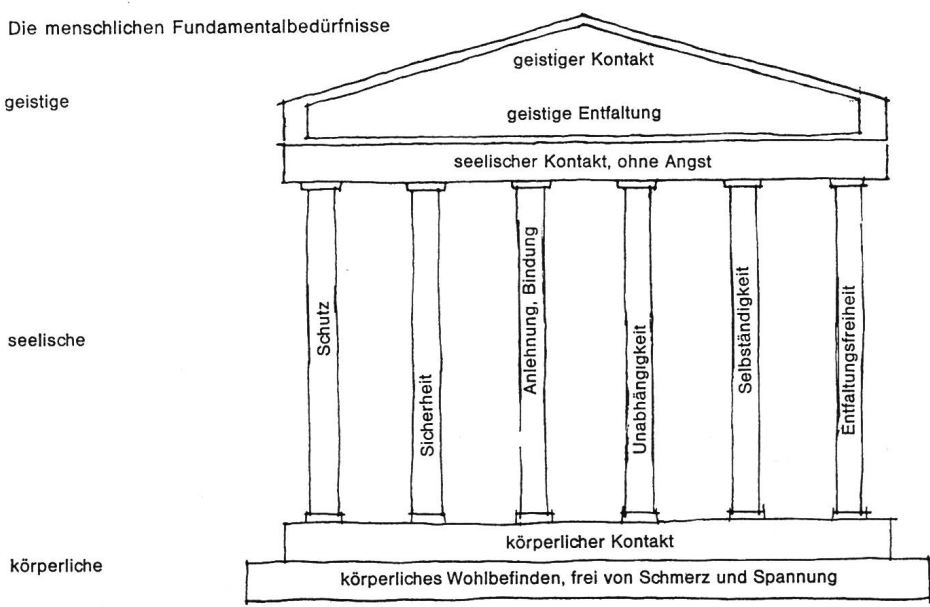 Die menschlichen Fundamentalbedürfnisse
geistiger Kontakt
geistige
geistige Entfaltung
seelischer Kontakt, ohne Angst
seelische
Schutz
Sicherheit
Anlehnung, Bindung
Unabhängigkeit
Selbständigkeit
Entfaltungsfreiheit
körperlicher Kontakt
körperliche
körperliches Wohlbefinden, frei von Schmerz und Spannung